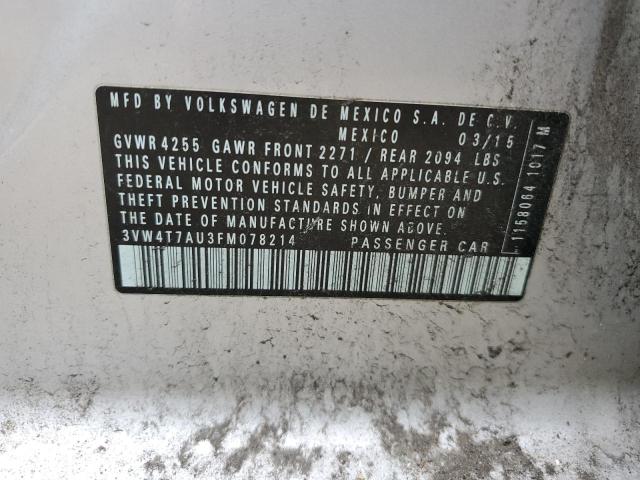 MFD BY VOLKSWAGEN DE MEXICO S.A. DE C.V.
MEXICO 03/15
GVWR 4255 GAWR FRONT 2271 / REAR 2094 LBS
THIS VEHICLE CONFORMS TO ALL APPLICABLE U.S.
FEDERAL MOTOR VEHICLE SAFETY, BUMPER AND
THEFT PREVENTION STANDARDS IN EFFECT ON
THE DATE OF MANUFACTURE SHOWN ABOVE.
3VW4T7AU3FM078214 PASSENGER CAR
1158064 1017 M